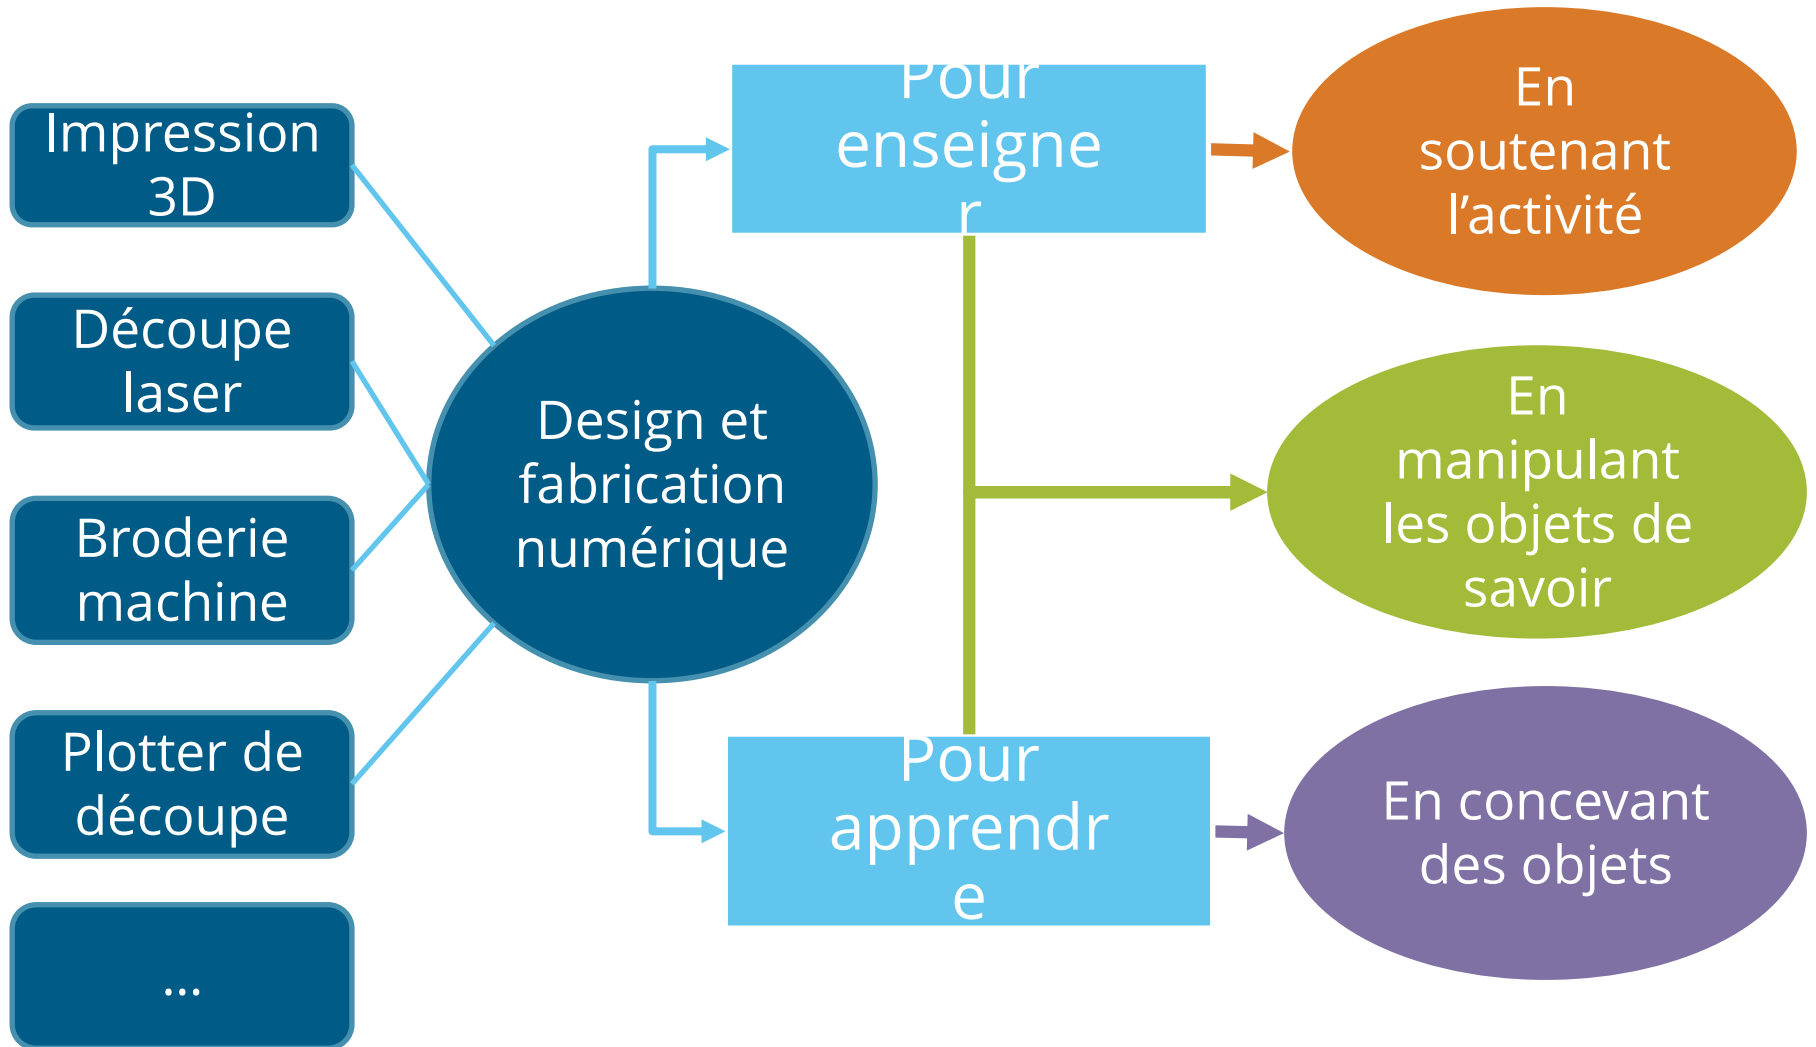 Impression
3D
Découpe
laser
Broderie
machine
Plotter de
découpe
...
Design et
fabrication
numérique
Pour
enseigne
r
Pour
apprendr
e
En
soutenant
l’activité
En
manipulant
les objets de
savoir
En concevant
des objets